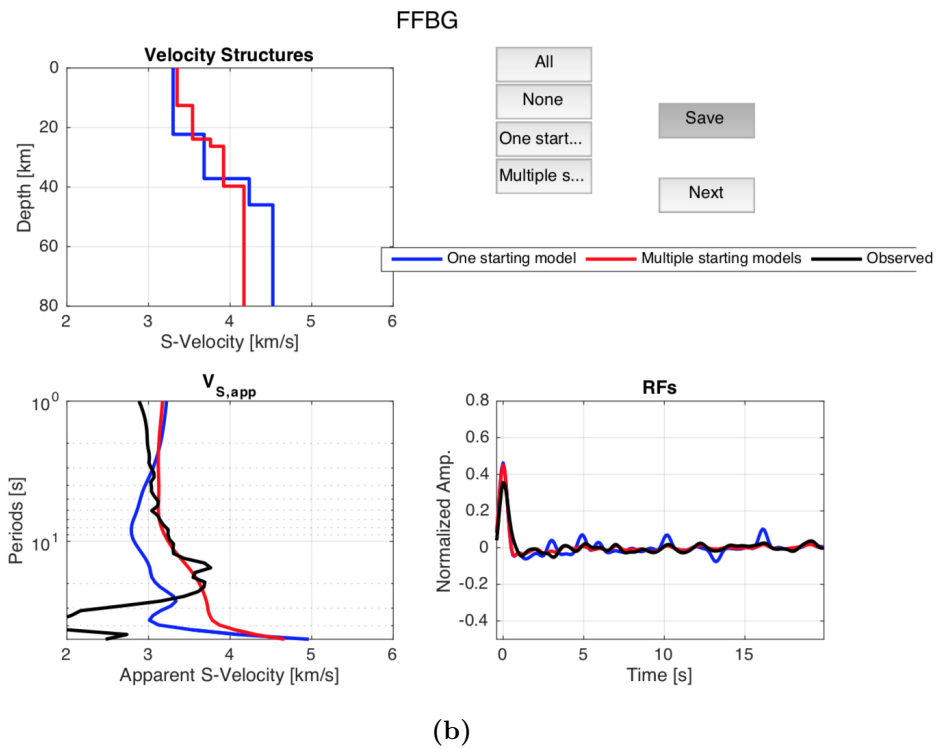 FFBG
Velocity Structures
0
20
40
60
80
Depth [km]
2 3 4 5 6
S-Velocity [km/s]
All
None
One start...
Multiple s...
Save
Next
One starting model Multiple starting models Observed
V_S,app
10^0
10^1
Periods [s]
2 3 4 5 6
Apparent S-Velocity [km/s]
RFs
0.8
0.6
0.4
0.2
0
-0.2
-0.4
Normalized Amp.
0 5 10 15
Time [s]
(b)